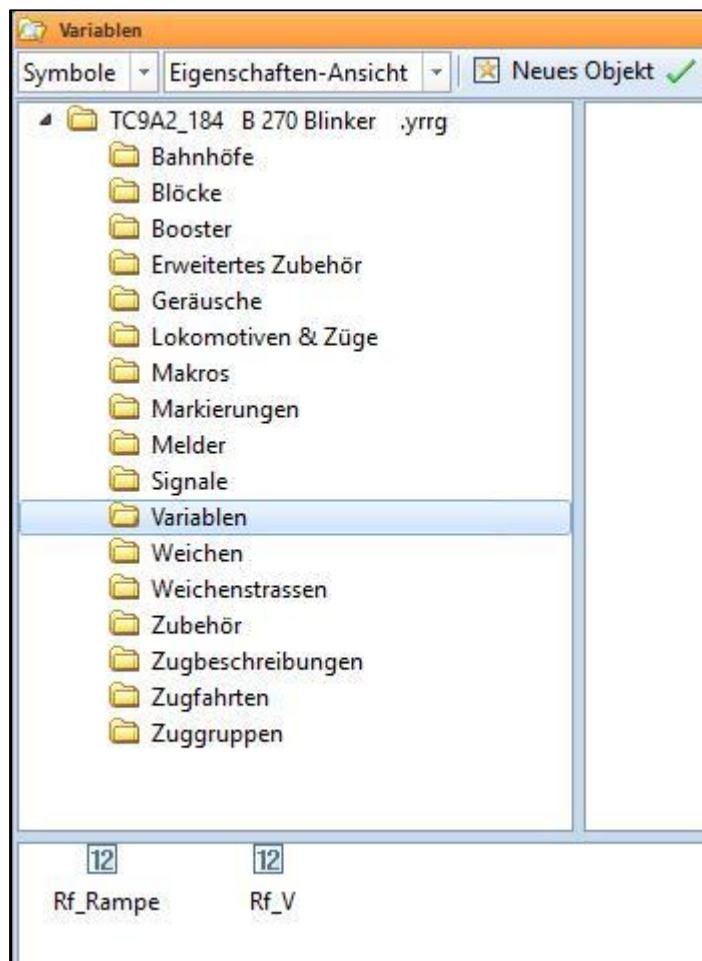 Variablen
Symbole Eigenschaften-Ansicht Neues Objekt
TC9A2_184 B 270 Blinker .yrrg
Bahnhöfe
Blöcke
Booster
Erweitertes Zubehör
Geräusche
Lokomotiven & Züge
Makros
Markierungen
Melder
Signale
Variablen
Weichen
Weichenstrassen
Zubehör
Zugbeschreibungen
Zugfahrten
Zuggruppen
12 12
Rf_Rampe Rf_V